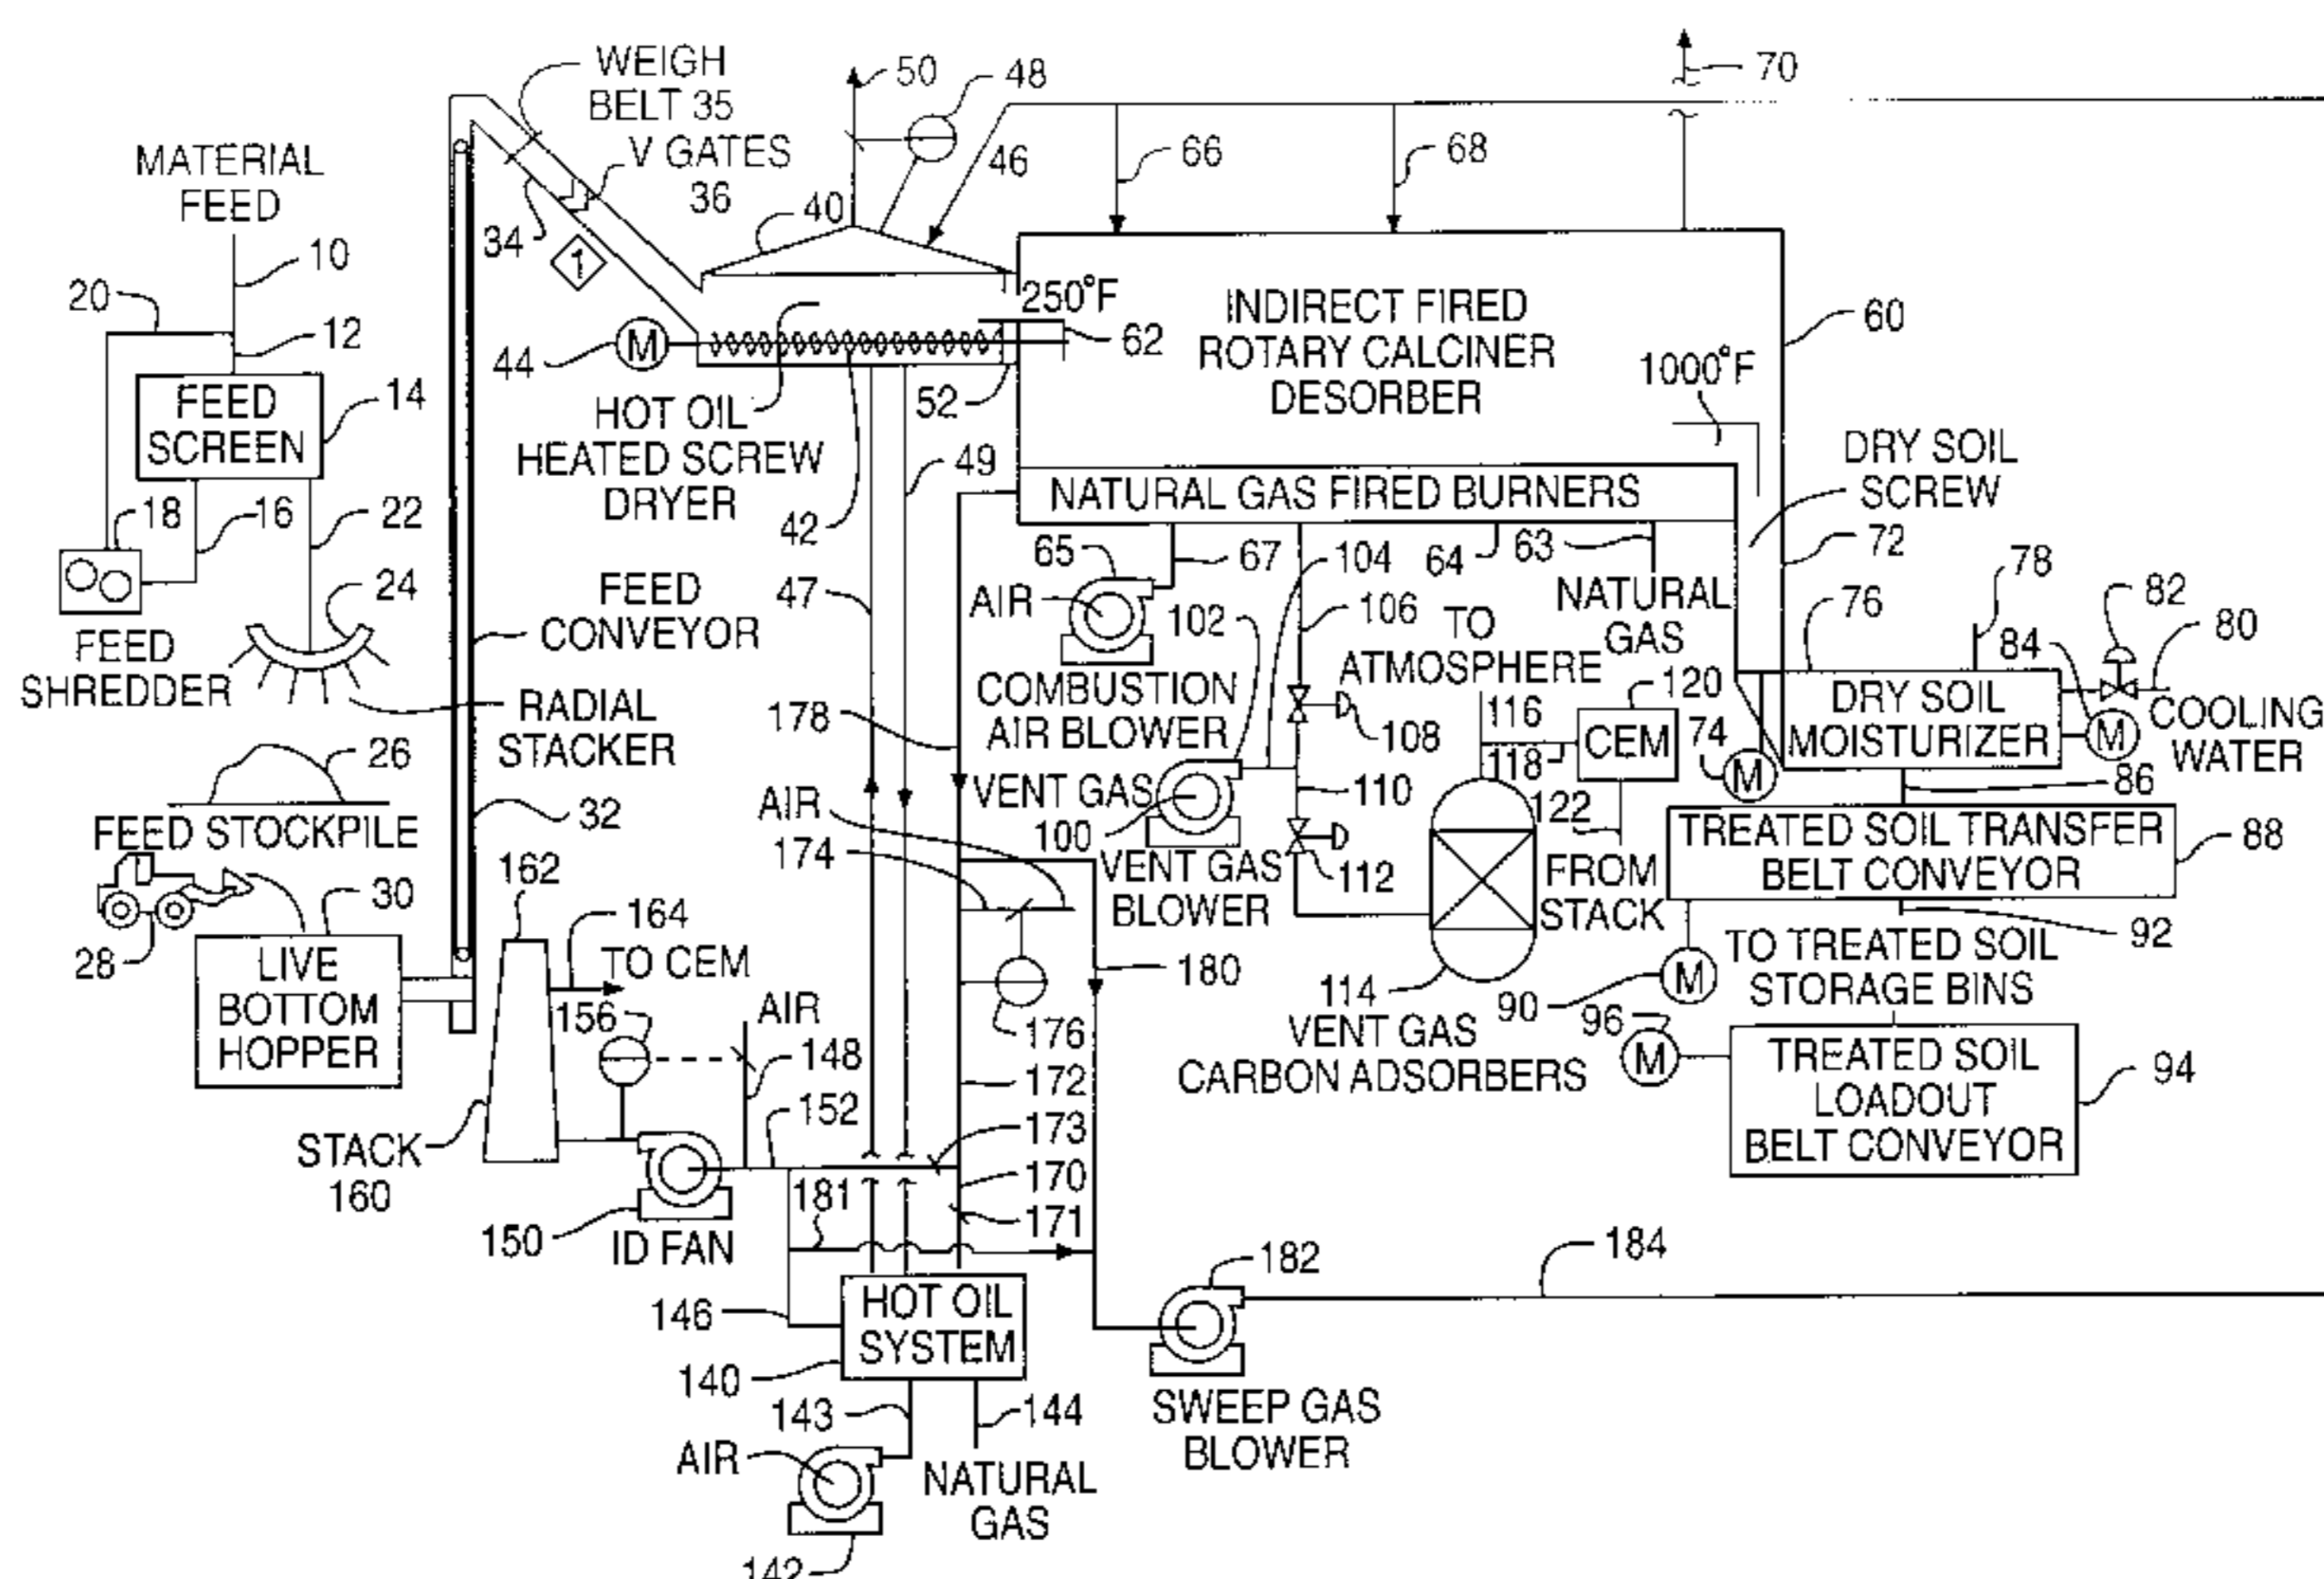 WEIGH
BELT 35
V GATES
36
50
48
46
66
68
70
MATERIAL
FEED
10
20
12
FEED
SCREEN
14
18
16
22
24
FEED
SHREDDER
RADIAL
STACKER
26
FEED STOCKPILE
28
30
LIVE
BOTTOM
HOPPER
34
1
40
44
M
HOT OIL
HEATED SCREW
DRYER
42
52
49
47
FEED
CONVEYOR
32
250°F
62
INDIRECT FIRED
ROTARY CALCINER
DESORBER
1000°F
60
NATURAL GAS FIRED BURNERS
DRY SOIL
SCREW
72
65
67
64
63
AIR
COMBUSTION
AIR BLOWER
104
102
106
NATURAL
GAS
TO
ATMOSPHERE
76
78
82
80
84
M
DRY SOIL
MOISTURIZER
COOLING
WATER
74
M
86
108
110
112
116
118
120
CEM
122
FROM
STACK
VENT GAS
100
VENT GAS
BLOWER
114
VENT GAS
CARBON ADSORBERS
TREATED SOIL TRANSFER
BELT CONVEYOR
88
90
M
92
TO TREATED SOIL
STORAGE BINS
96
M
TREATED SOIL
LOADOUT
BELT CONVEYOR
94
178
AIR
174
180
176
172
173
170
171
162
164
TO CEM
156
AIR
148
152
STACK
160
150
ID FAN
181
146
HOT OIL
SYSTEM
140
143
144
AIR
NATURAL
GAS
142
182
184
SWEEP GAS
BLOWER